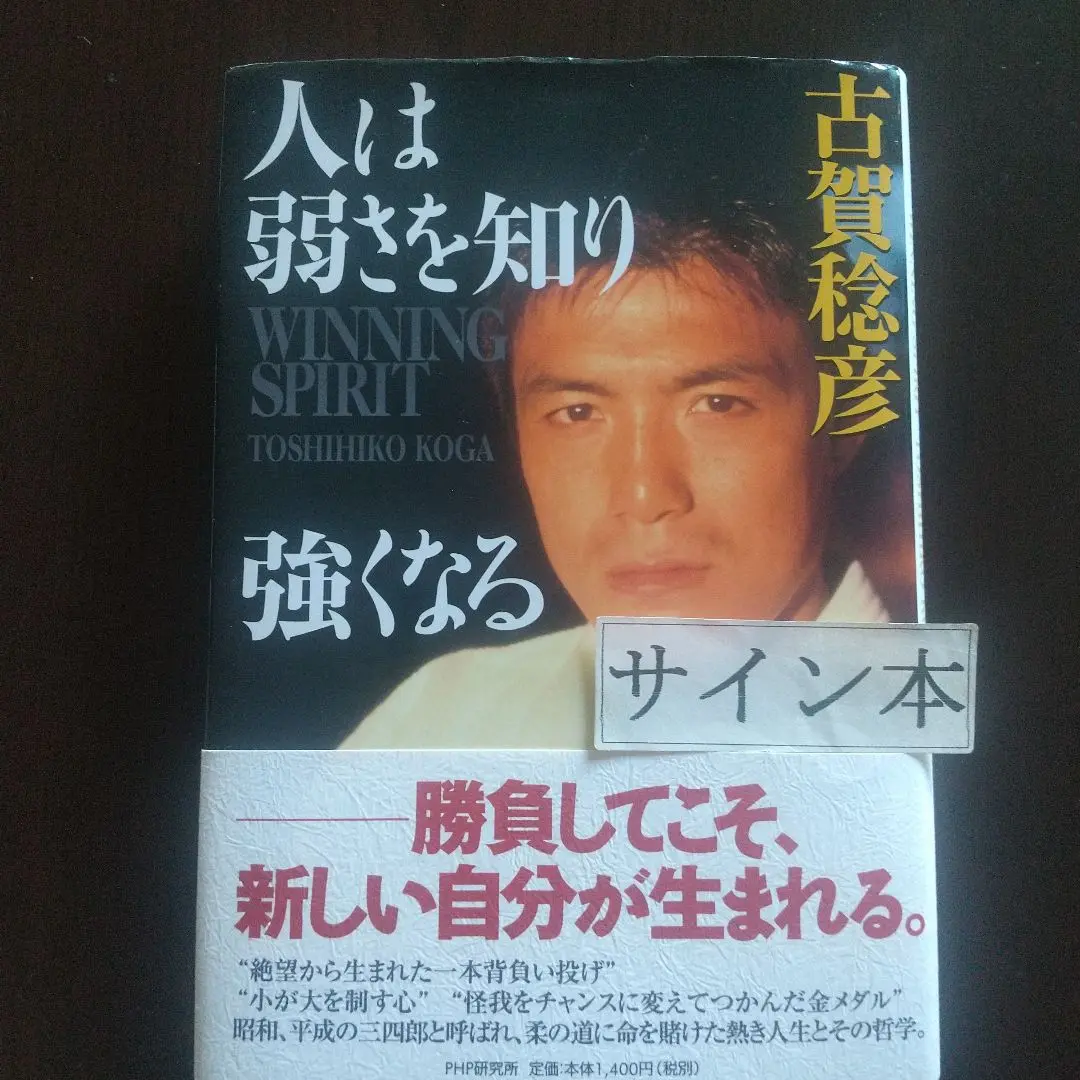 人は
弱さを知り
WINNING
SPIRIT
TOSHIHIKO KOGA
強くなる
古賀稔彦
サイン本
――勝負してこそ、
新しい自分が生まれる。
“絶望から生まれた一本背負い投げ”
“小が大を制す心” “怪我をチャンスに変えてつかんだ金メダル”
昭和、平成の三四郎と呼ばれ、柔の道に命を賭けた熱き人生とその哲学。
PHP研究所 定価:本体1,400円(税別)